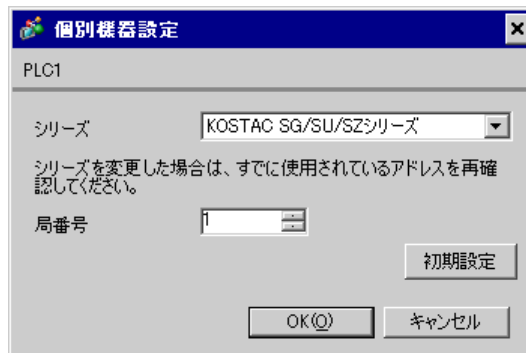 個別機器設定
PLC1
シリーズ
KOSTAC SG/SU/SZシリーズ
シリーズを変更した場合は、すでに使用されているアドレスを再確
認してください。
局番号
1
初期設定
OK(O)
キャンセル